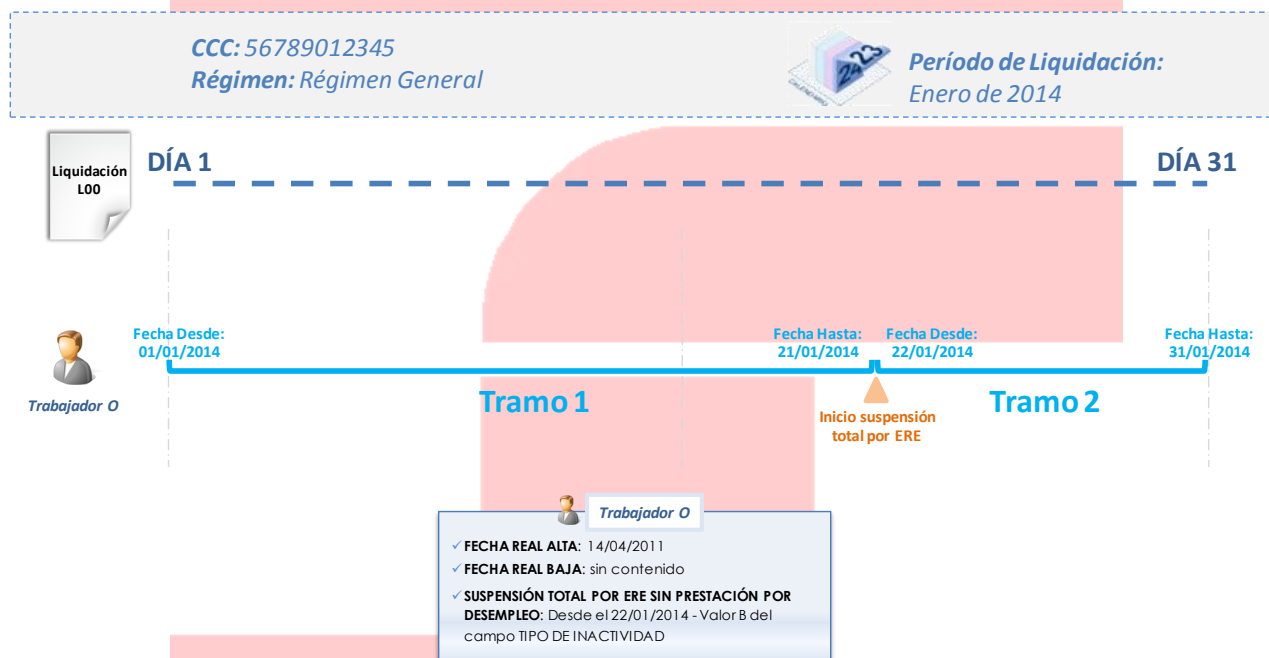 CCC: 56789012345
Régimen: Régimen General
24 23
CALENDARIO
Período de Liquidación:
Enero de 2014
Liquidación
L00
DÍA 1
DÍA 31
Fecha Desde:
01/01/2014
Fecha Hasta:
21/01/2014
Fecha Desde:
22/01/2014
Fecha Hasta:
31/01/2014
Trabajador O
Tramo 1
Tramo 2
Inicio suspensión
total por ERE
Trabajador O
✓ FECHA REAL ALTA: 14/04/2011
✓ FECHA REAL BAJA: sin contenido
✓ SUSPENSIÓN TOTAL POR ERE SIN PRESTACIÓN POR
DESEMPLEO: Desde el 22/01/2014 - Valor B del
campo TIPO DE INACTIVIDAD